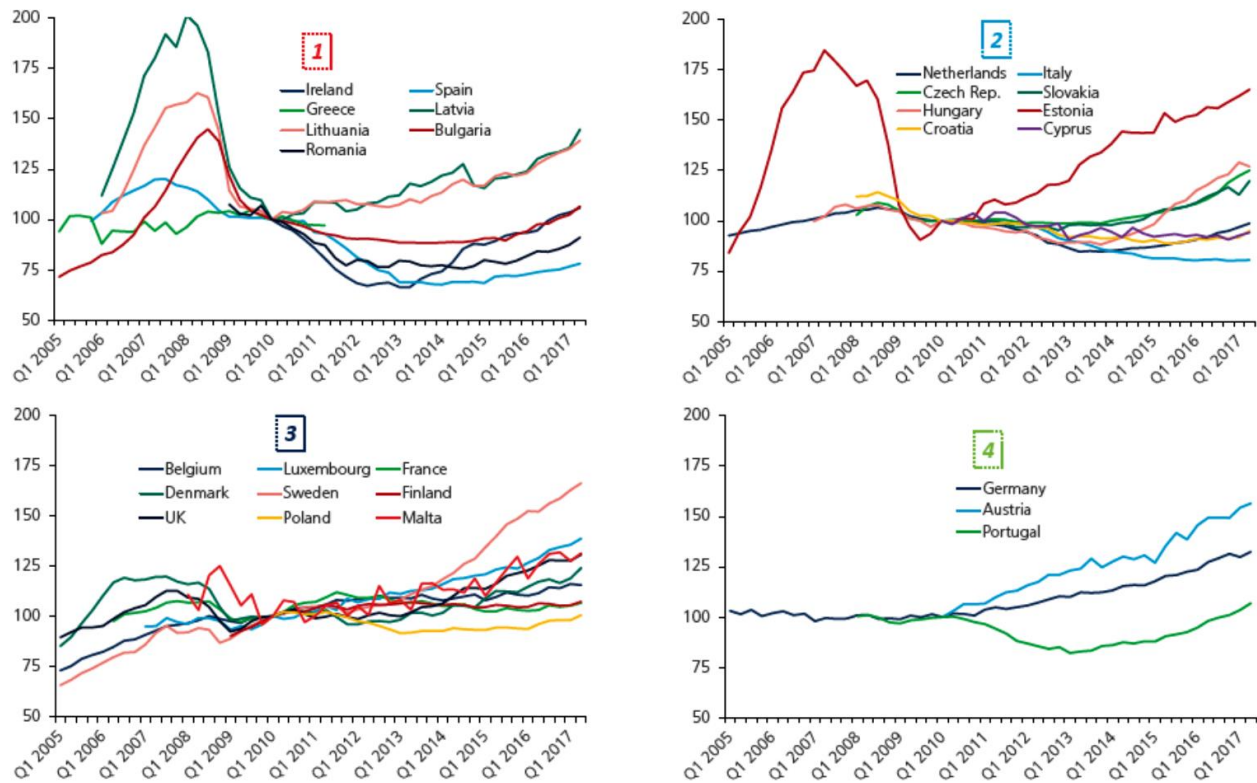 200
175
150
125
100
75
50
1
Ireland Spain
Greece Latvia
Lithuania Bulgaria
Romania
Q1 2005 Q1 2006 Q1 2007 Q1 2008 Q1 2009 Q1 2010 Q1 2011 Q1 2012 Q1 2013 Q1 2014 Q1 2015 Q1 2016 Q1 2017
200
175
150
125
100
75
50
2
Netherlands Italy
Czech Rep. Slovakia
Hungary Estonia
Croatia Cyprus
Q1 2005 Q1 2006 Q1 2007 Q1 2008 Q1 2009 Q1 2010 Q1 2011 Q1 2012 Q1 2013 Q1 2014 Q1 2015 Q1 2016 Q1 2017
200
175
150
125
100
75
50
3
Belgium Luxembourg France
Denmark Sweden Finland
UK Poland Malta
Q1 2005 Q1 2006 Q1 2007 Q1 2008 Q1 2009 Q1 2010 Q1 2011 Q1 2012 Q1 2013 Q1 2014 Q1 2015 Q1 2016 Q1 2017
200
175
150
125
100
75
50
4
Germany
Austria
Portugal
Q1 2005 Q1 2006 Q1 2007 Q1 2008 Q1 2009 Q1 2010 Q1 2011 Q1 2012 Q1 2013 Q1 2014 Q1 2015 Q1 2016 Q1 2017